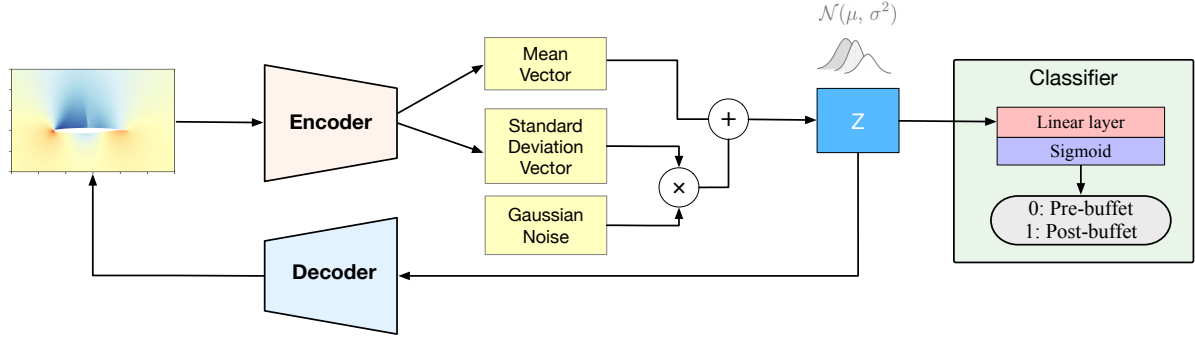 𝒩(μ, σ²)
Encoder
Mean
Vector
Standard
Deviation
Vector
Gaussian
Noise
+
×
Z
Classifier
Linear layer
Sigmoid
0: Pre-buffet
1: Post-buffet
Decoder